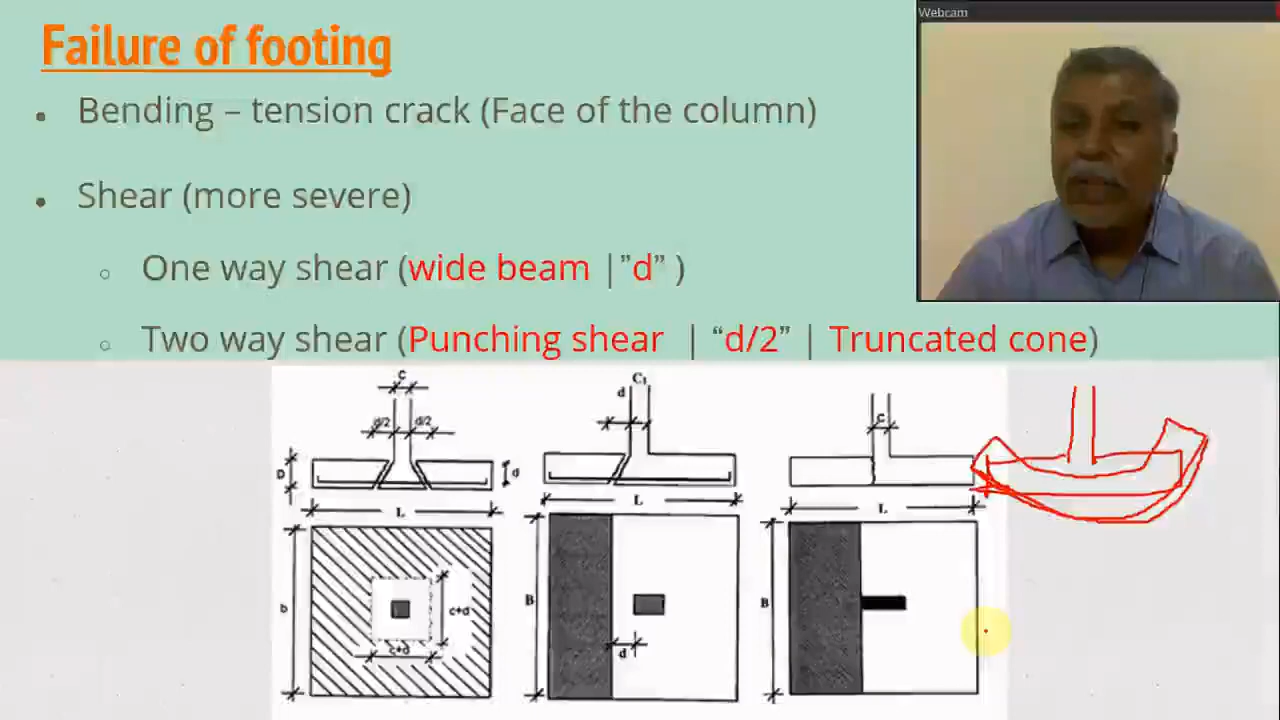 Failure of footing
Webcam
• Bending – tension crack (Face of the column)
• Shear (more severe)
○ One way shear (wide beam |”d” )
○ Two way shear (Punching shear | “d/2” | Truncated cone)
C
d/2 d/2
D
d
L
b
c+d
c+d
C₁
d
L
B
d
C
L
B